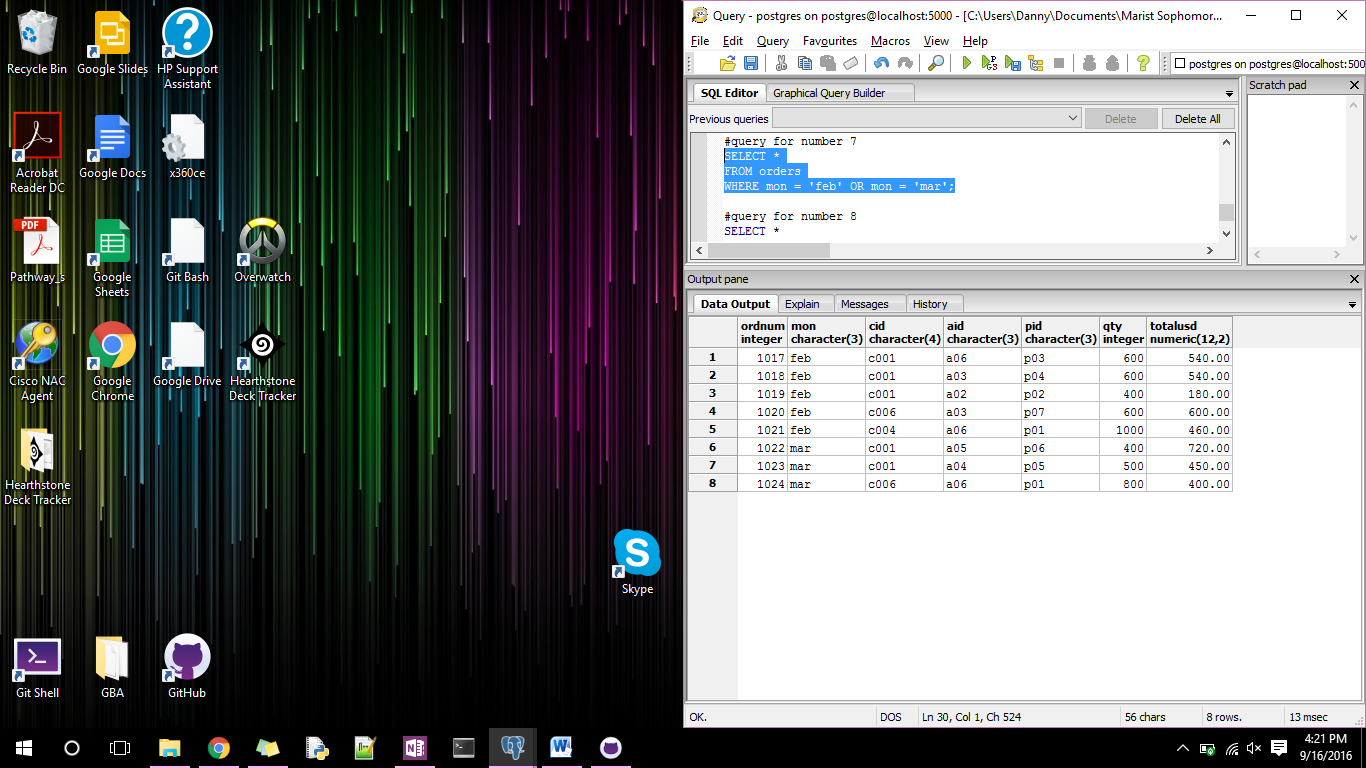 Recycle Bin
Google Slides
HP Support
Assistant
Acrobat
Reader DC
Google Docs
x360ce
PDF
Pathway_s
Google
Sheets
Git Bash
Overwatch
Cisco NAC
Agent
Google
Chrome
Google Drive
Hearthstone
Deck Tracker
Hearthstone
Deck Tracker
Skype
Git Shell
GBA
GitHub
Query - postgres on postgres@localhost:5000 - [C:\Users\Danny\Documents\Marist Sophomor...
File Edit Query Favourites Macros View Help
postgres on postgres@localhost:500
SQL Editor Graphical Query Builder
Previous queries Delete Delete All
#query for number 7
SELECT *
FROM orders
WHERE mon = 'feb' OR mon = 'mar';
#query for number 8
SELECT *
Scratch pad
Output pane
Data Output Explain Messages History
ordnum mon cid aid pid qty totalusd
integer character(3) character(4) character(3) character(3) integer numeric(12,2)
1 1017 feb c001 a06 p03 600 540.00
2 1018 feb c001 a03 p04 600 540.00
3 1019 feb c001 a02 p02 400 180.00
4 1020 feb c006 a03 p07 600 600.00
5 1021 feb c004 a06 p01 1000 460.00
6 1022 mar c001 a05 p06 400 720.00
7 1023 mar c001 a04 p05 500 450.00
8 1024 mar c006 a06 p01 800 400.00
OK. DOS Ln 30, Col 1, Ch 524 56 chars 8 rows. 13 msec
4:21 PM
9/16/2016